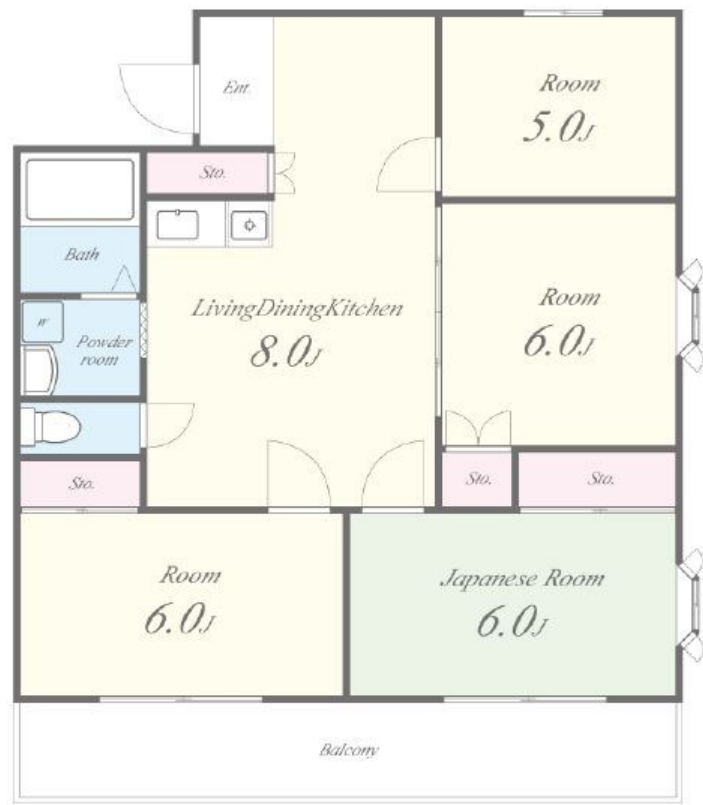 Ent.
Room
5.0J
Sto.
Bath
LivingDiningKitchen
8.0J
Room
6.0J
W
Powder
room
Sto.
Sto.
Sto.
Room
6.0J
Japanese Room
6.0J
Balcony